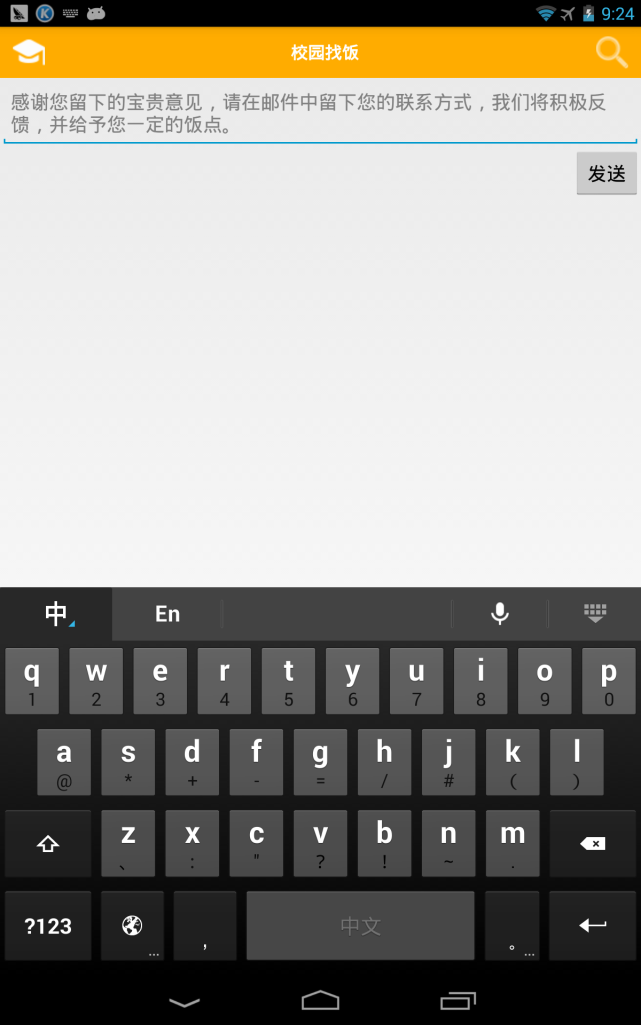 9:24
校园找饭
感谢您留下的宝贵意见，请在邮件中留下您的联系方式，我们将积极反
馈，并给予您一定的饭点。
发送
中 En
q w e r t y u i o p
1 2 3 4 5 6 7 8 9 0
a s d f g h j k l
@ * + - = / # ( )
z x c v b n m
、 : " ? ! ~ .
?123 , 中文 。